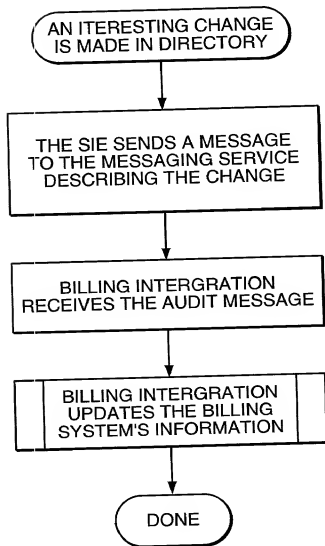 AN ITERESTING CHANGE
IS MADE IN DIRECTORY
THE SIE SENDS A MESSAGE
TO THE MESSAGING SERVICE
DESCRIBING THE CHANGE
BILLING INTERGRATION
RECEIVES THE AUDIT MESSAGE
BILLING INTERGRATION
UPDATES THE BILLING
SYSTEM'S INFORMATION
DONE